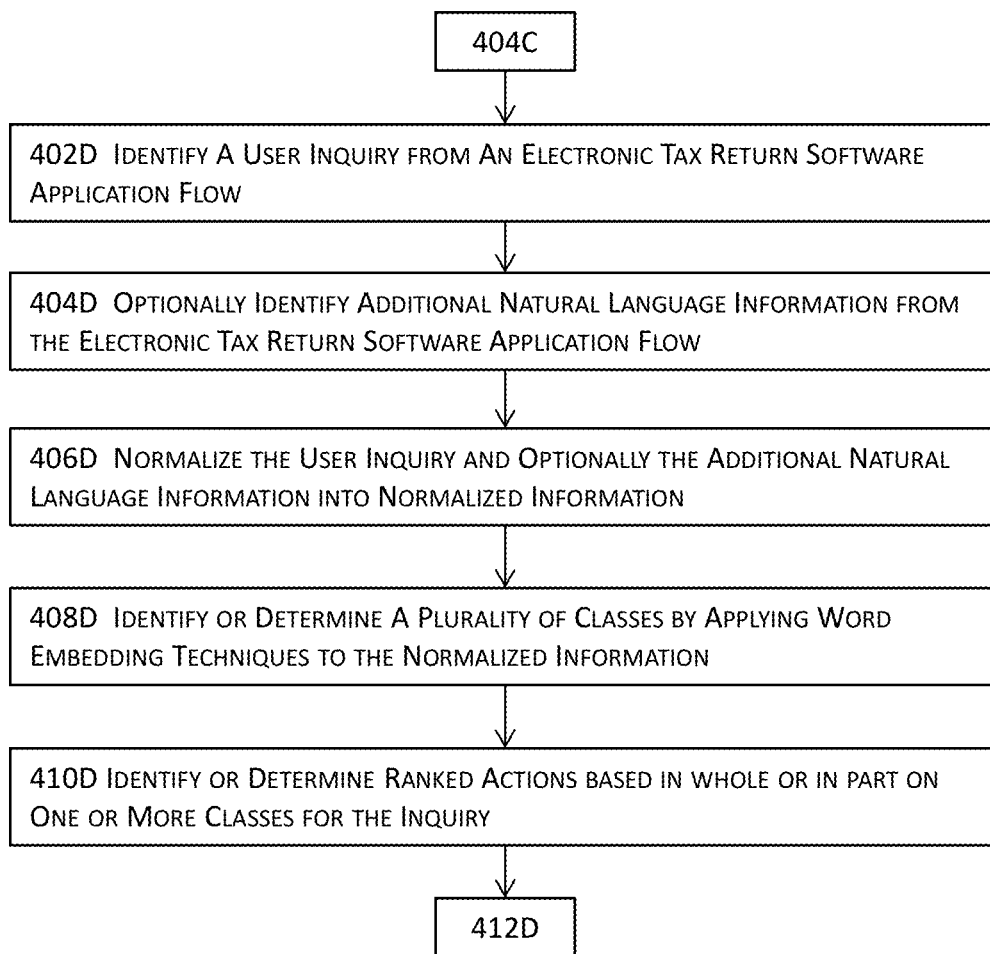 404C
402D IDENTIFY A USER INQUIRY FROM AN ELECTRONIC TAX RETURN SOFTWARE
APPLICATION FLOW
404D OPTIONALLY IDENTIFY ADDITIONAL NATURAL LANGUAGE INFORMATION FROM
THE ELECTRONIC TAX RETURN SOFTWARE APPLICATION FLOW
406D NORMALIZE THE USER INQUIRY AND OPTIONALLY THE ADDITIONAL NATURAL
LANGUAGE INFORMATION INTO NORMALIZED INFORMATION
408D IDENTIFY OR DETERMINE A PLURALITY OF CLASSES BY APPLYING WORD
EMBEDDING TECHNIQUES TO THE NORMALIZED INFORMATION
410D IDENTIFY OR DETERMINE RANKED ACTIONS BASED IN WHOLE OR IN PART ON
ONE OR MORE CLASSES FOR THE INQUIRY
412D